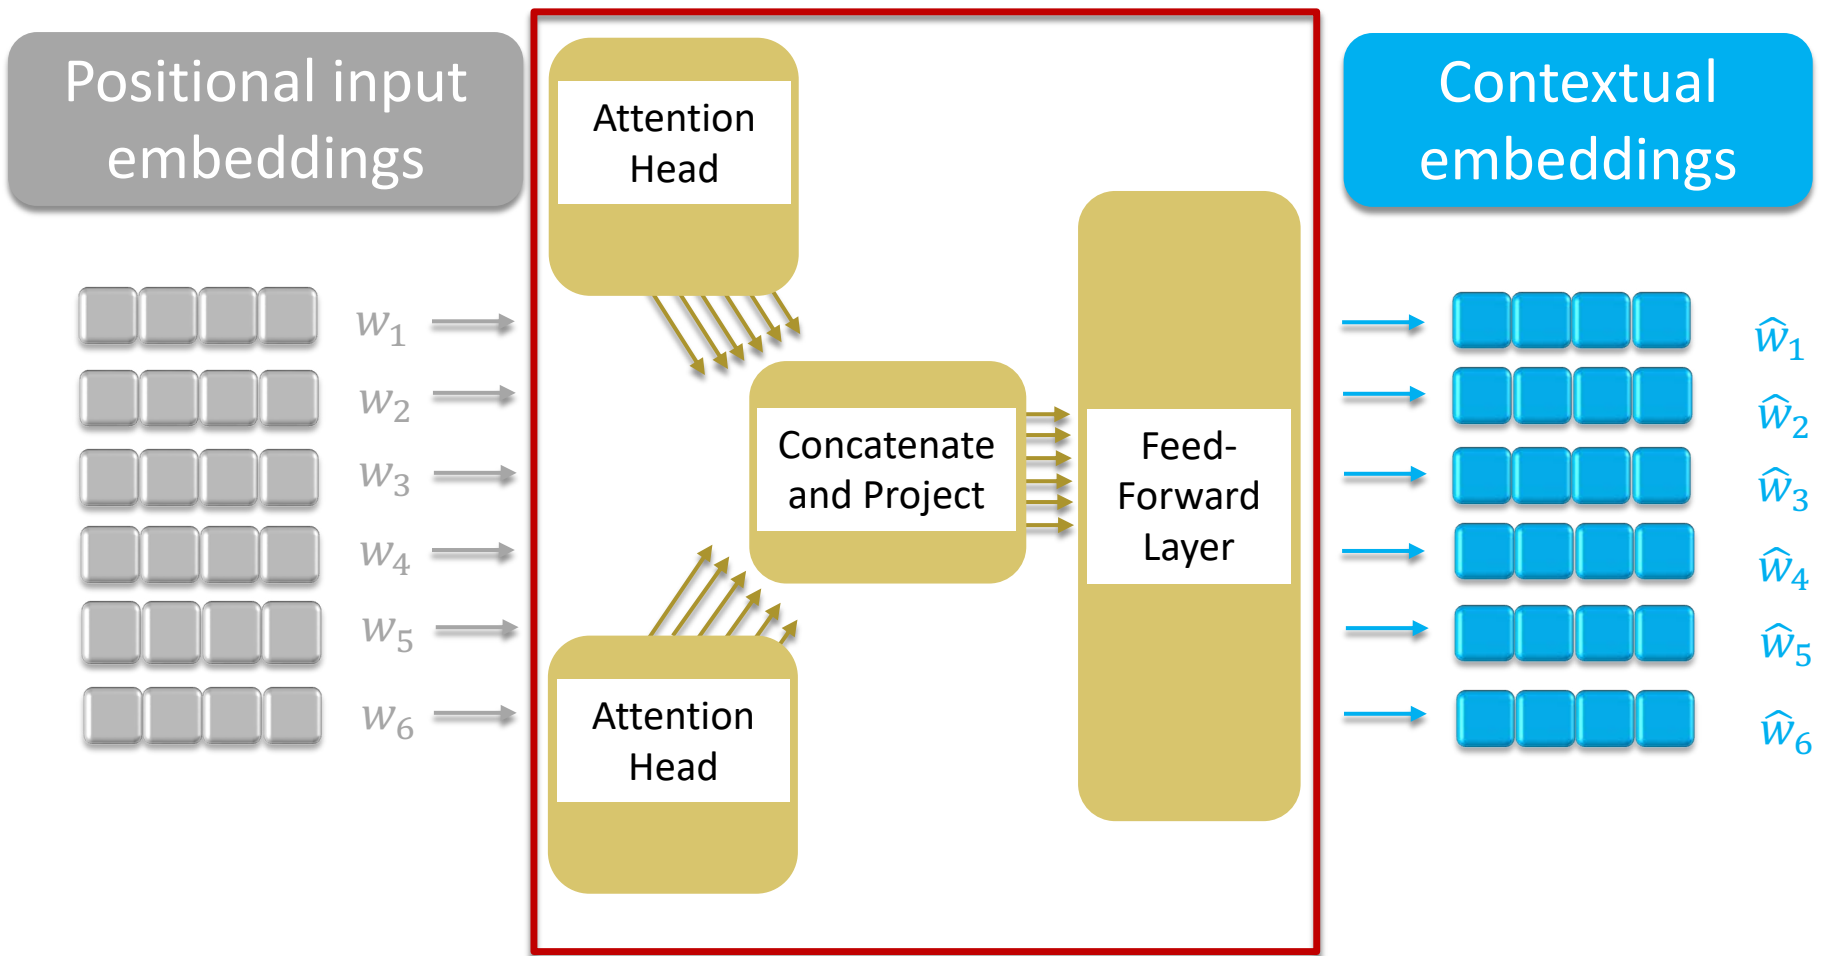 Positional input
embeddings
Attention
Head
Contextual
embeddings
w₁
w₂
w₃
w₄
w₅
w₆
Concatenate
and Project
Feed-
Forward
Layer
Attention
Head
ŵ₁
ŵ₂
ŵ₃
ŵ₄
ŵ₅
ŵ₆